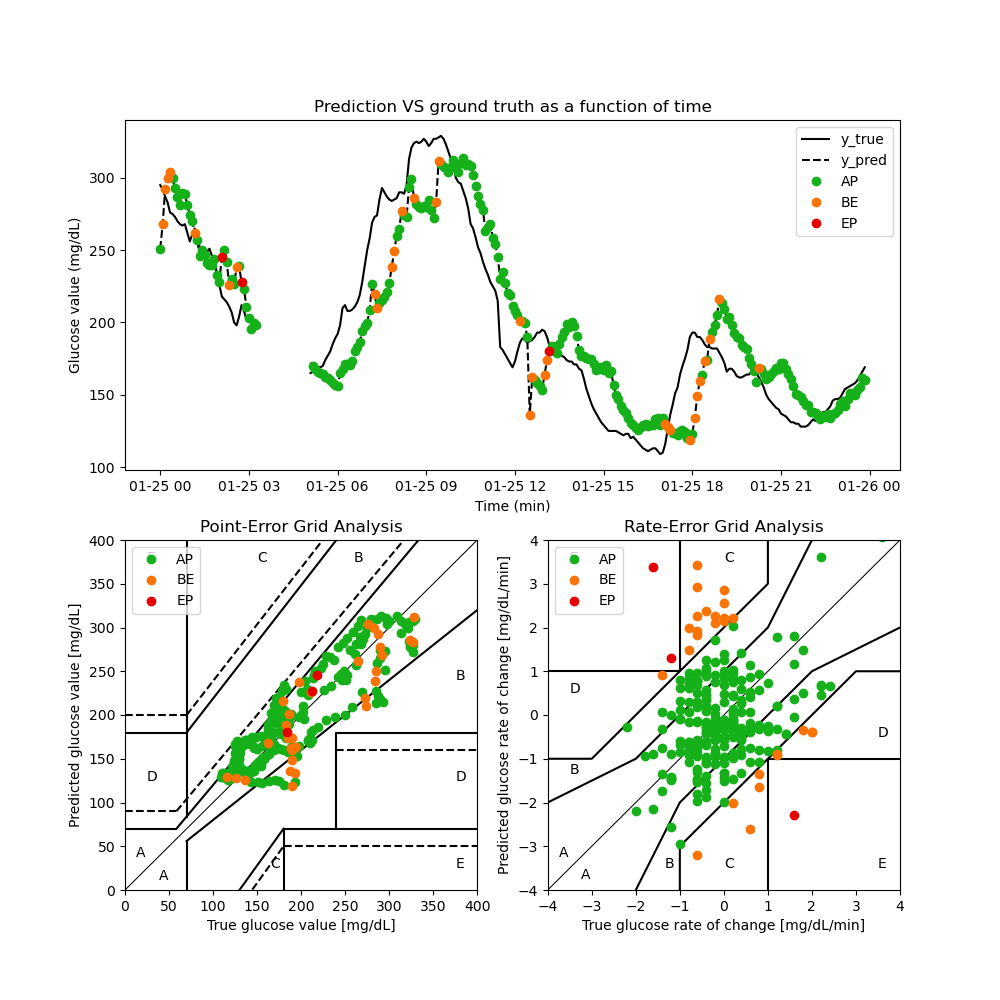 Prediction VS ground truth as a function of time
Glucose value (mg/dL)
300
250
200
150
100
y_true
y_pred
AP
BE
EP
01-25 00 01-25 03 01-25 06 01-25 09 01-25 12 01-25 15 01-25 18 01-25 21 01-26 00
Time (min)
Point-Error Grid Analysis
Predicted glucose value [mg/dL]
400
350
300
250
200
150
100
50
0
AP
BE
EP
C
B
B
D
D
A
A
C
E
0 50 100 150 200 250 300 350 400
True glucose value [mg/dL]
Rate-Error Grid Analysis
Predicted glucose rate of change [mg/dL/min]
4
3
2
1
0
−1
−2
−3
−4
AP
BE
EP
C
D
D
B
A
A
B
C
E
−4 −3 −2 −1 0 1 2 3 4
True glucose rate of change [mg/dL/min]